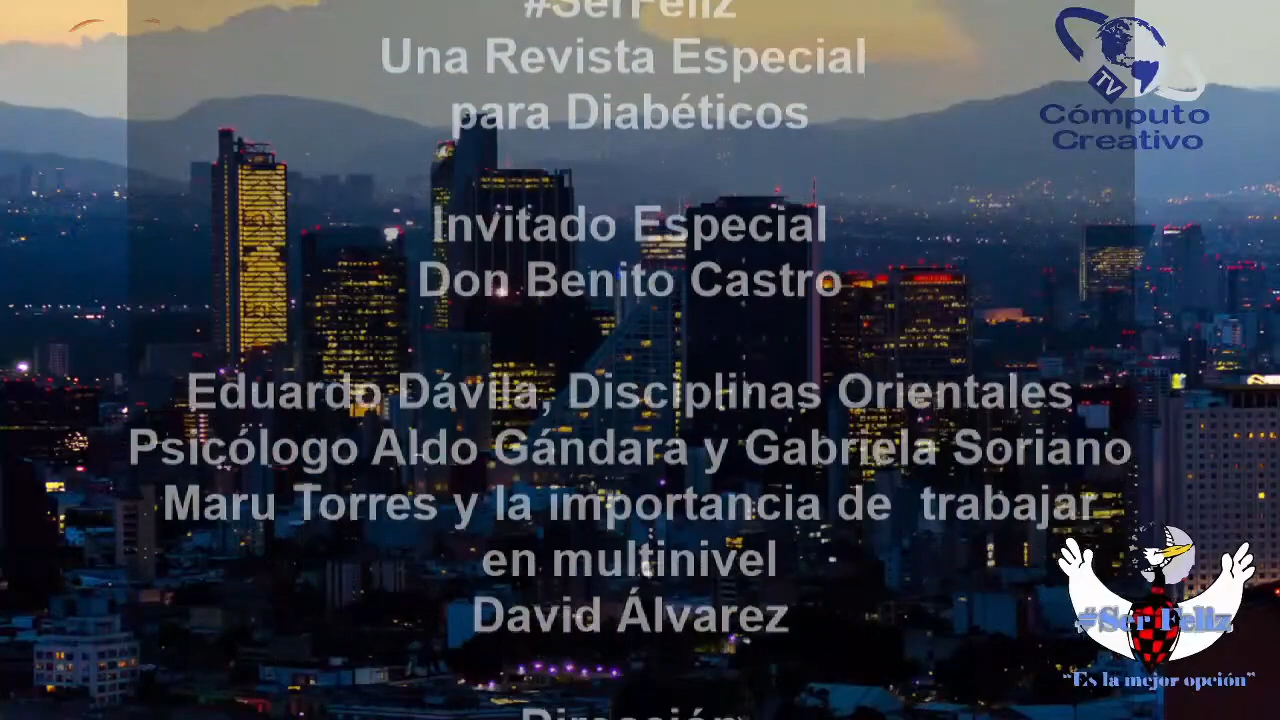 #SerFeliz
Una Revista Especial
para Diabéticos
TV
Cómputo
Creativo
Invitado Especial
Don Benito Castro
Eduardo Dávila, Disciplinas Orientales
Psicólogo Aldo Gándara y Gabriela Soriano
Maru Torres y la importancia de trabajar
en multinivel
David Álvarez
#Ser Feliz
"Es la mejor opción"
Dirección